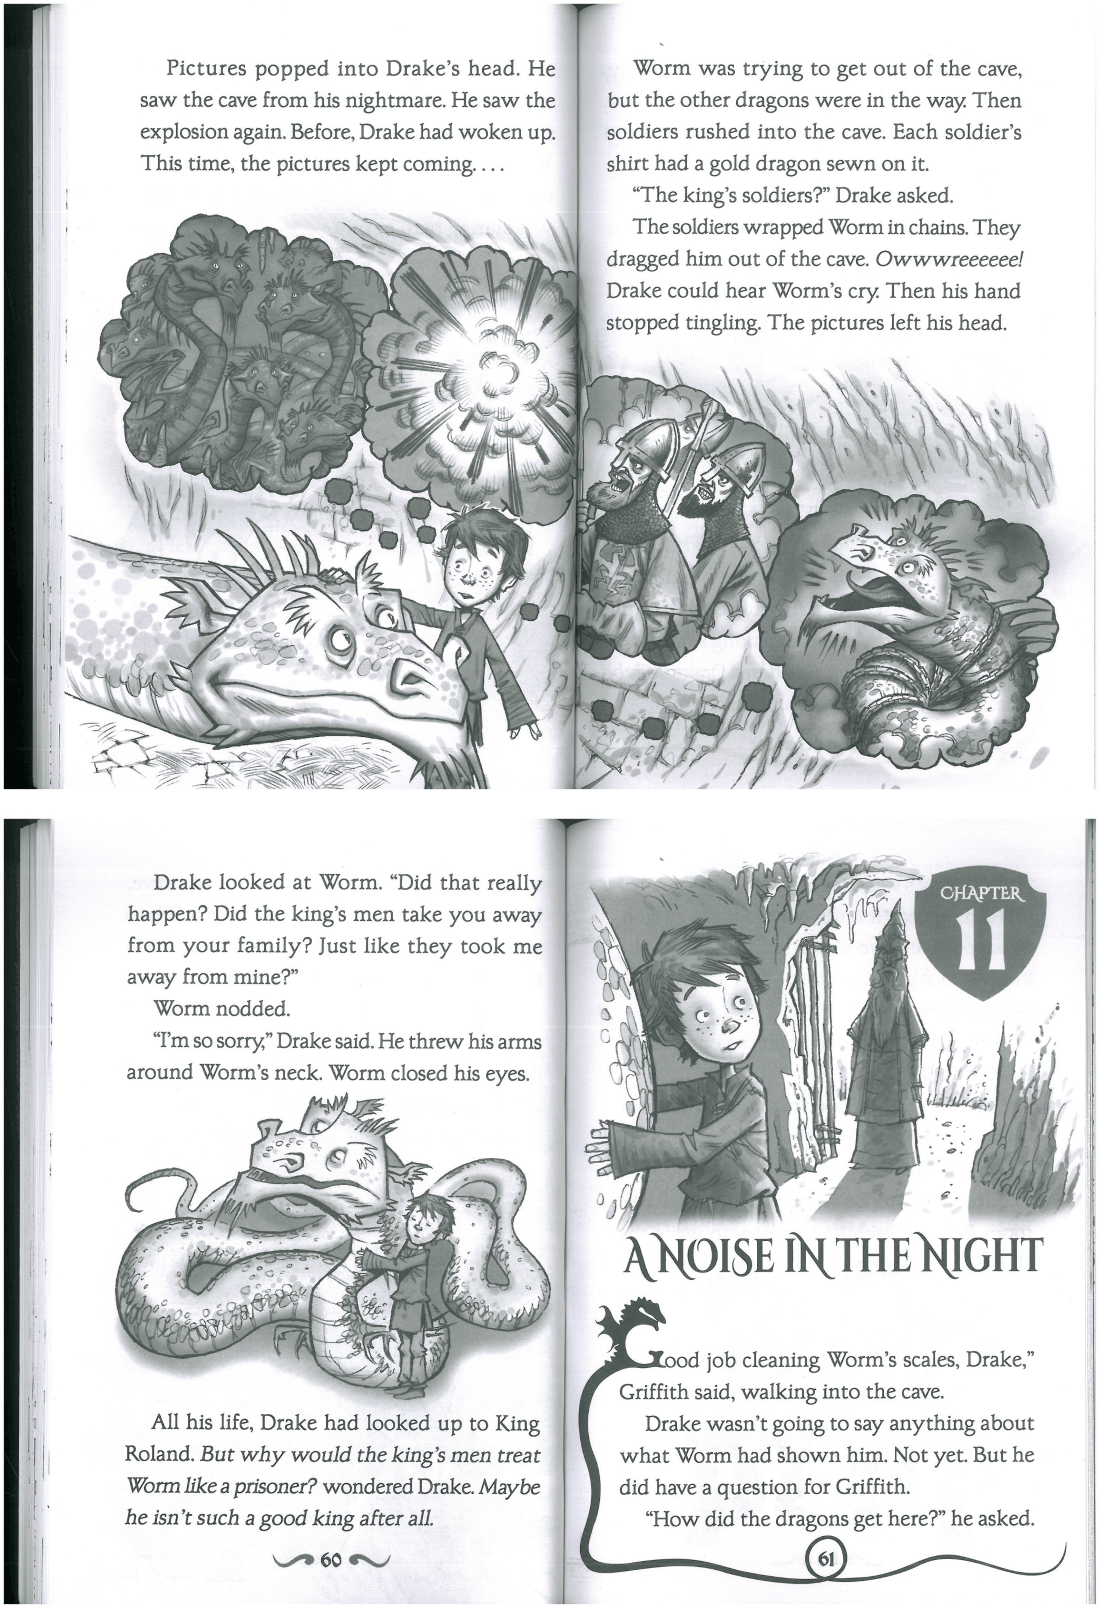 Pictures popped into Drake's head. He
saw the cave from his nightmare. He saw the
explosion again. Before, Drake had woken up.
This time, the pictures kept coming. . . .
Worm was trying to get out of the cave,
but the other dragons were in the way. Then
soldiers rushed into the cave. Each soldier's
shirt had a gold dragon sewn on it.
“The king's soldiers?” Drake asked.
The soldiers wrapped Worm in chains. They
dragged him out of the cave. Owwwreeeeee!
Drake could hear Worm's cry. Then his hand
stopped tingling. The pictures left his head.
Drake looked at Worm. “Did that really
happen? Did the king's men take you away
from your family? Just like they took me
away from mine?”
Worm nodded.
“I'm so sorry,” Drake said. He threw his arms
around Worm's neck. Worm closed his eyes.
All his life, Drake had looked up to King
Roland. But why would the king's men treat
Worm like a prisoner? wondered Drake. Maybe
he isn't such a good king after all.
60
CHAPTER
11
A NOISE IN THE NIGHT
Good job cleaning Worm's scales, Drake,”
Griffith said, walking into the cave.
Drake wasn't going to say anything about
what Worm had shown him. Not yet. But he
did have a question for Griffith.
“How did the dragons get here?” he asked.
61